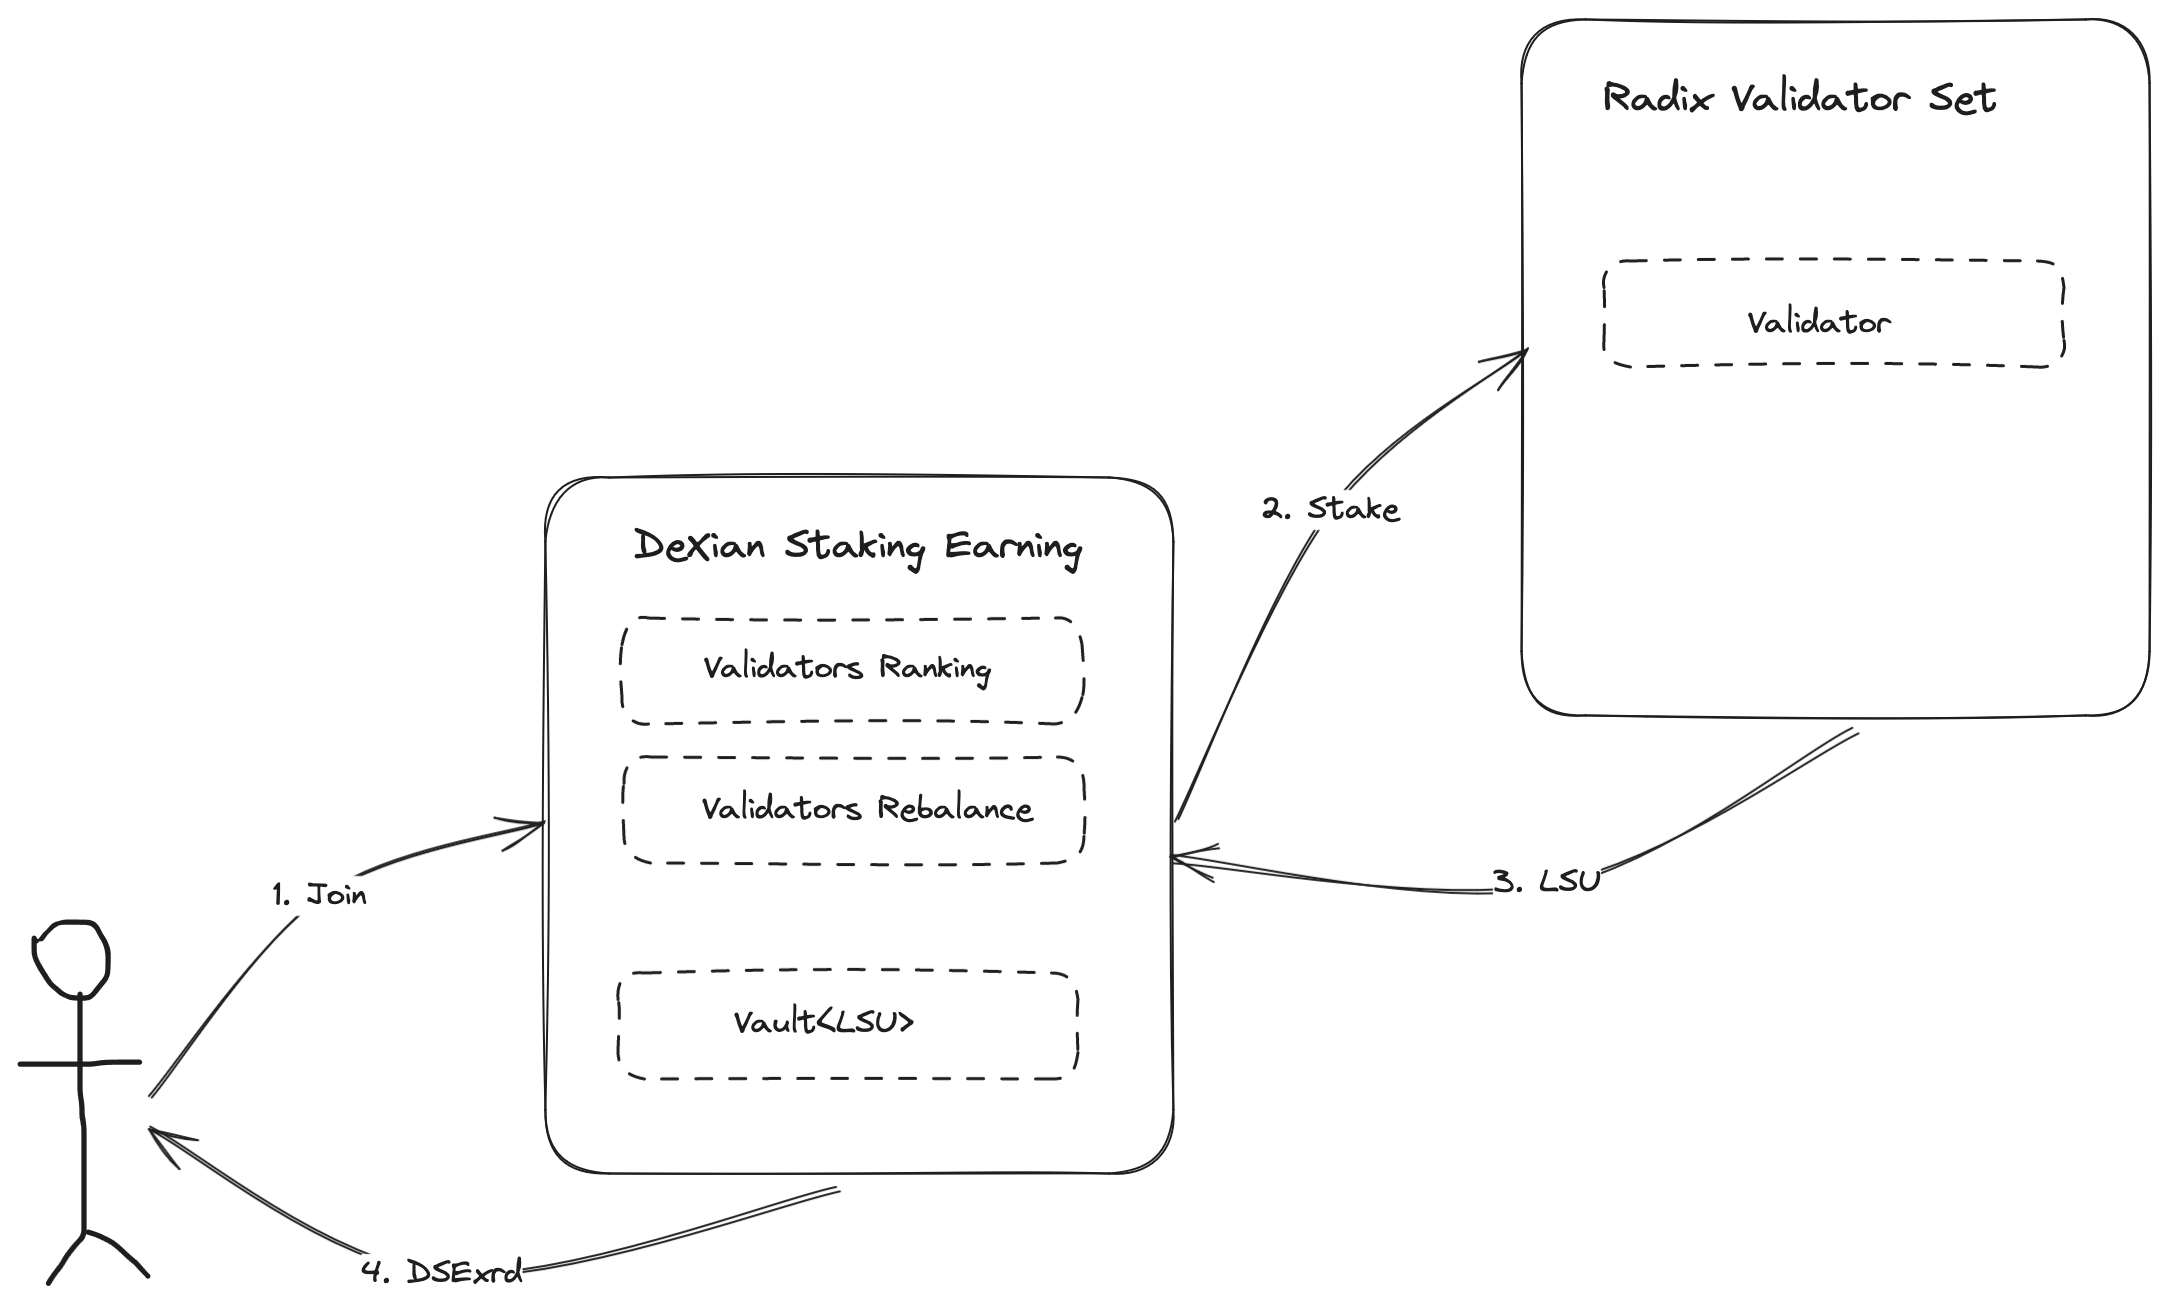 Radix Validator Set
Validator
2. Stake
DeXian Staking Earning
Validators Ranking
Validators Rebalance
3. LSU
1. Join
Vault<LSU>
4. DSExrd